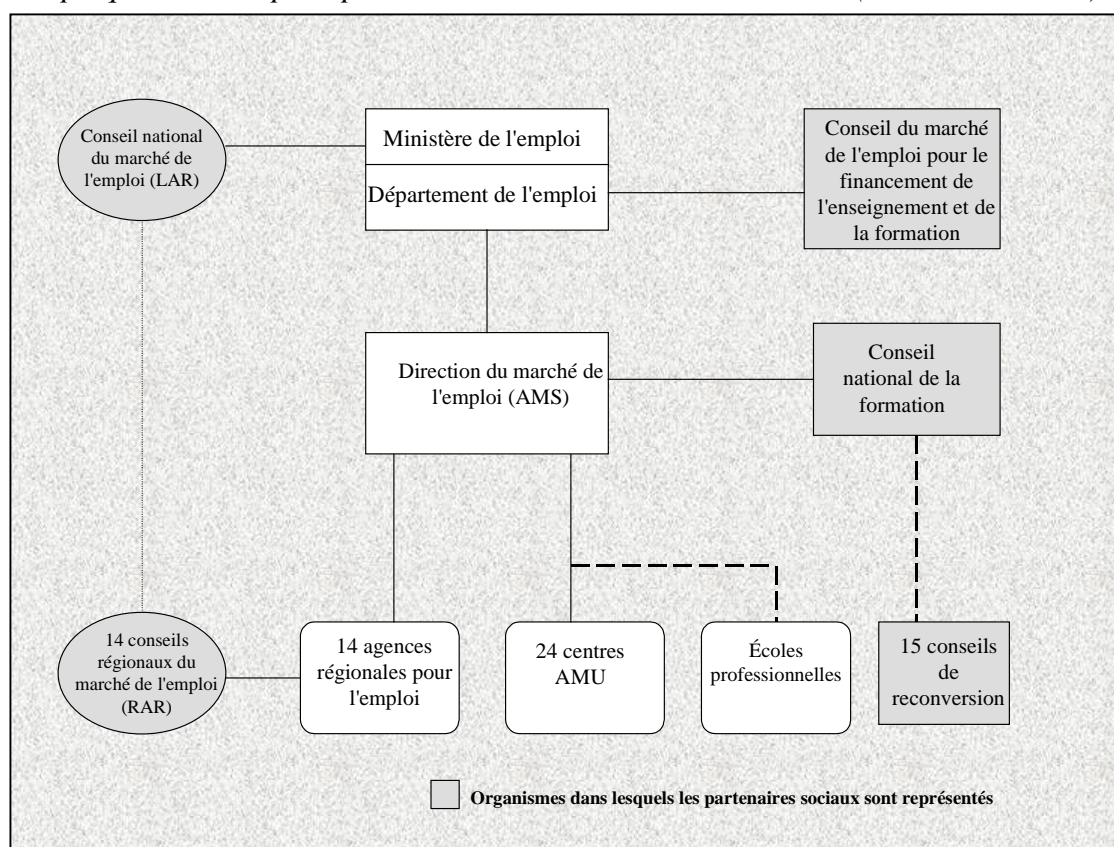 Conseil national
du marché de
l'emploi (LAR)
Ministère de l'emploi
Département de l'emploi
Conseil du marché
de l'emploi pour le
financement de
l'enseignement et de
la formation
Direction du marché de
l'emploi (AMS)
Conseil
national de la
formation
14 conseils
régionaux du
marché de l'emploi
(RAR)
14 agences
régionales pour
l'emploi
24 centres
AMU
Écoles
professionnelles
15 conseils
de
reconversion
Organismes dans lesquels les partenaires sociaux sont représentés